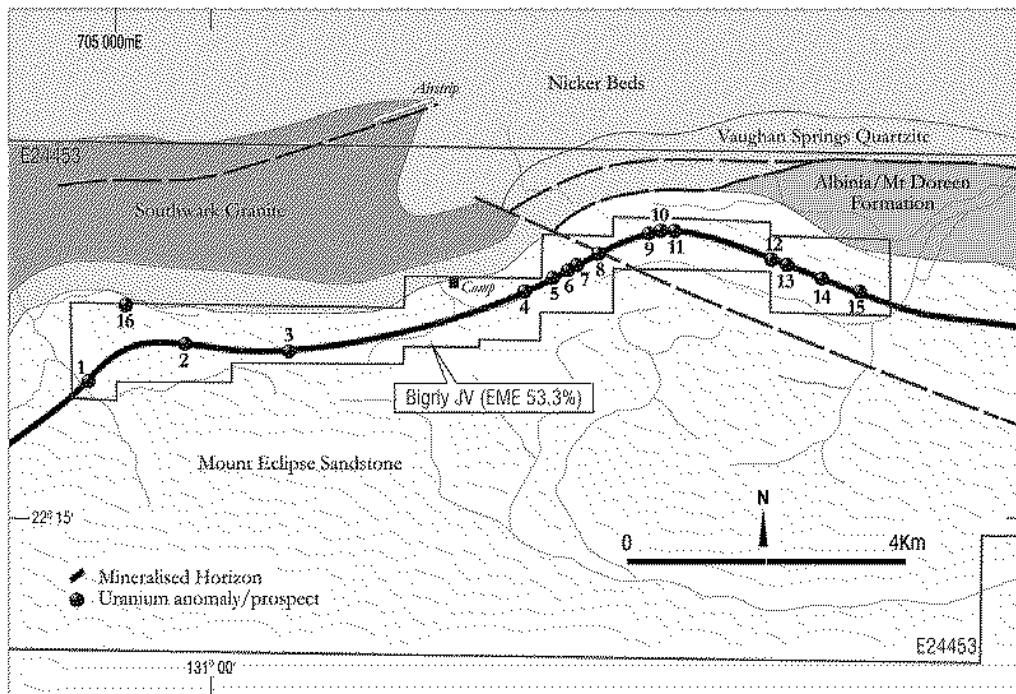 705 000mE
Airstrip
Nicker Beds
Vaughan Springs Quartzite
E24453
Albinia/Mt Doreen
Formation
Southwark Granite
10
9
11
12
8
13
7
6
5
14
15
4
Camp
16
3
2
1
Bigrly JV (EME 53.3%)
Mount Eclipse Sandstone
22° 15'
N
0
4Km
Mineralised Horizon
Uranium anomaly/prospect
E24453
131° 00'